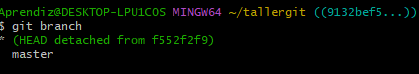 Aprendiz@DESKTOP-LPU1COS MINGW64 ~/tallergit ((9132bef5...))
$ git branch
* (HEAD detached from f552f2f9)
  master